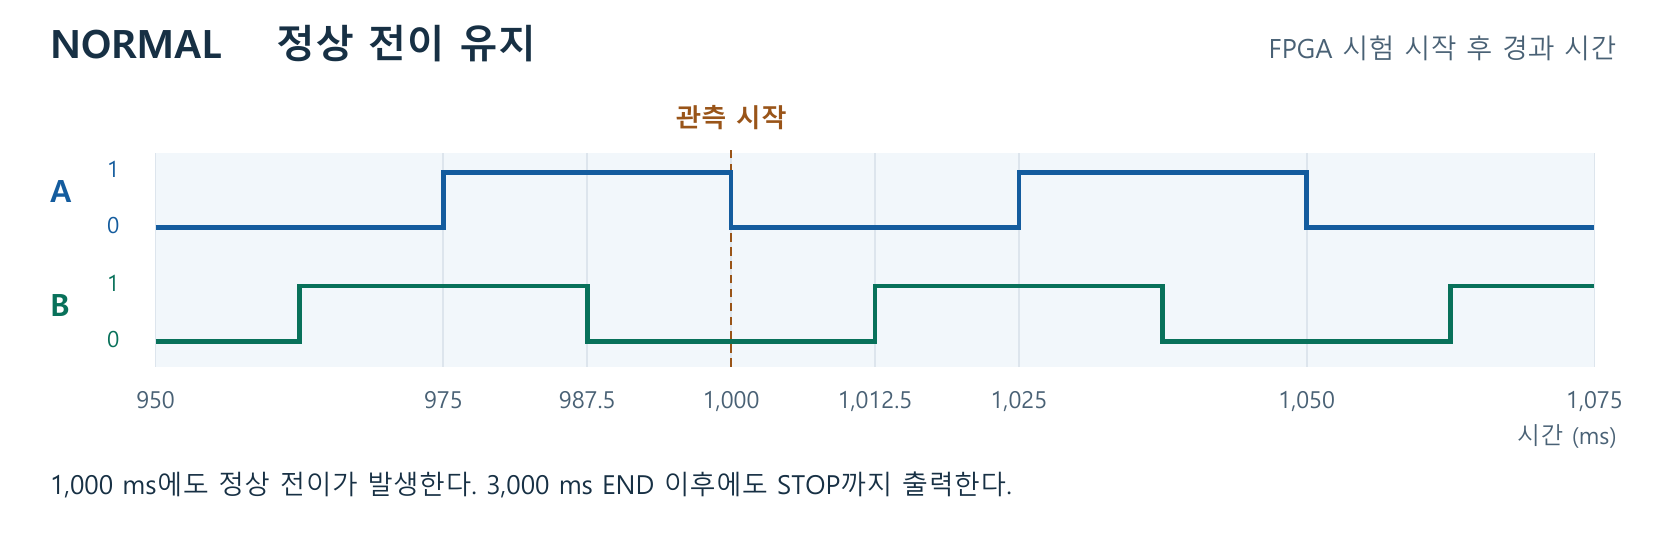 NORMAL 정상 전이 유지
FPGA 시험 시작 후 경과 시간
관측 시작
A
1
0
B
1
0
950 975 987.5 1,000 1,012.5 1,025 1,050 1,075
시간 (ms)
1,000 ms에도 정상 전이가 발생한다. 3,000 ms END 이후에도 STOP까지 출력한다.